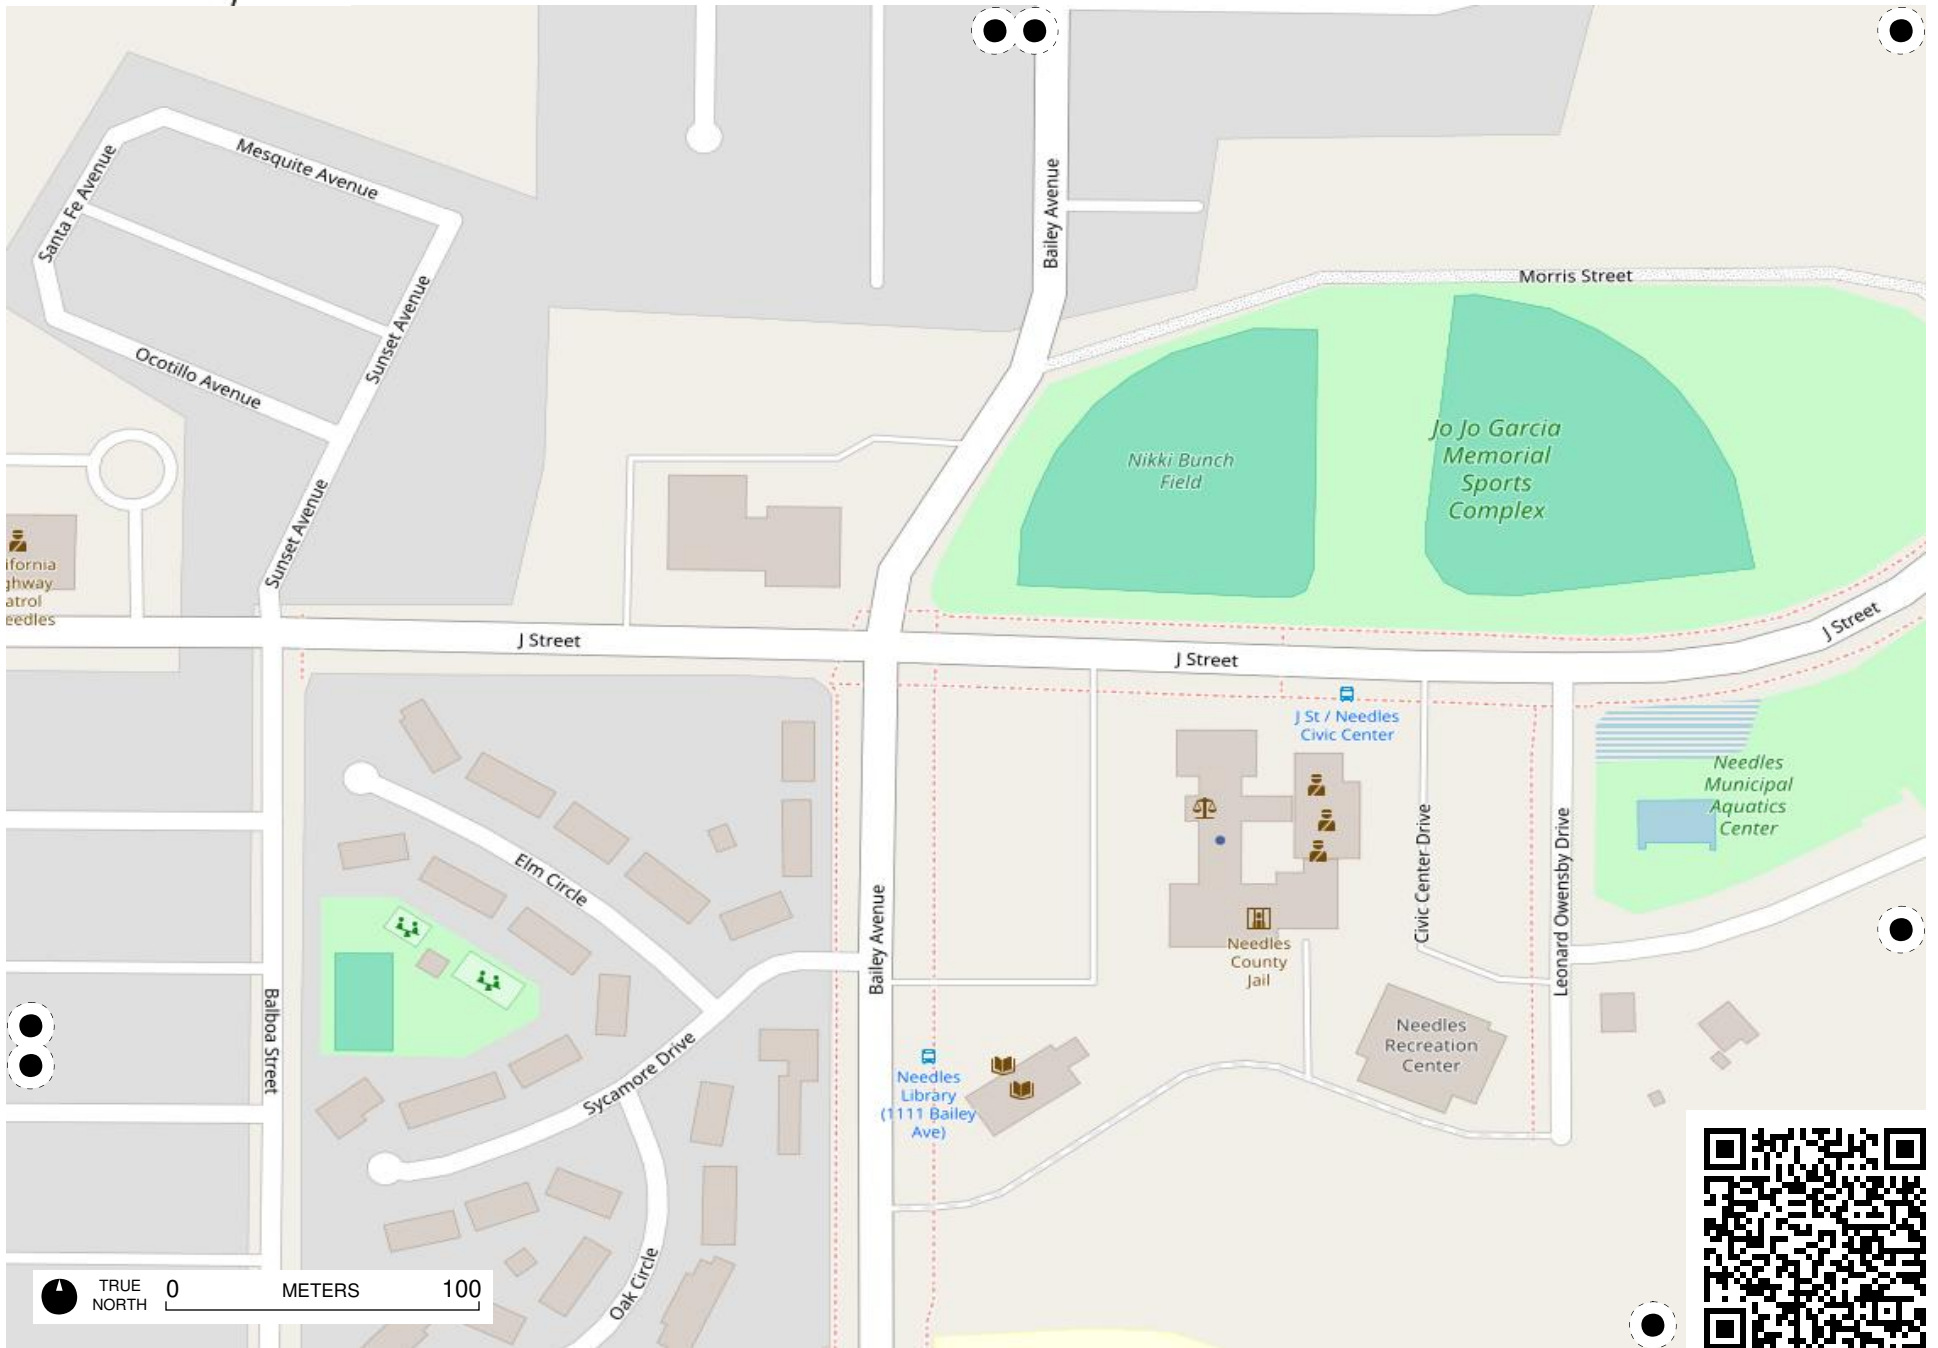 Mesquite Avenue
Santa Fe Avenue
Bailey Avenue
Morris Street
Sunset Avenue
Ocotillo Avenue
Jo Jo Garcia
Memorial
Sports
Complex
Nikki Bunch
Field
Sunset Avenue
ifornia
ghway
atrol
eedles
J Street
J Street
J Street
J St / Needles
Civic Center
Needles
Municipal
Aquatics
Center
Elm Circle
Civic Center Drive
Leonard Owensby Drive
Bailey Avenue
Needles
County
Jail
Balboa Street
Needles
Recreation
Center
Sycamore Drive
Needles
Library
(1111 Bailey
Ave)
Oak Circle
TRUE
NORTH
0 METERS 100